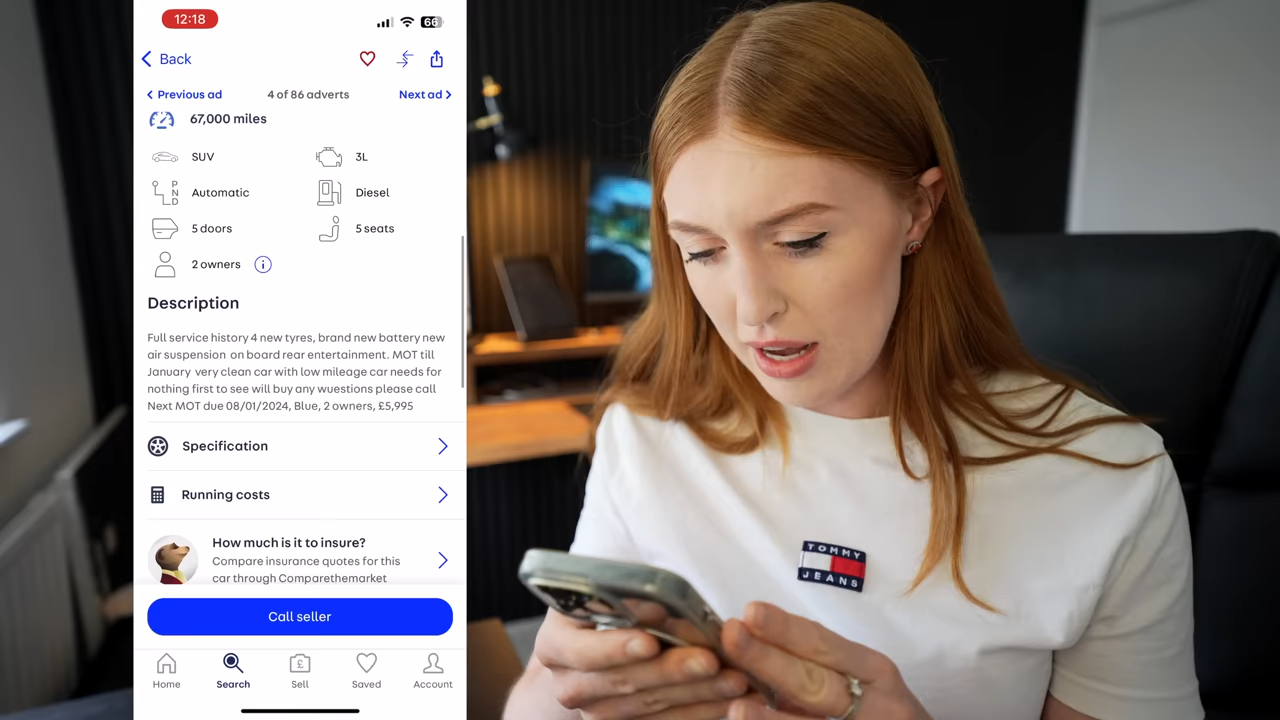 12:18
66
Back
Previous ad
4 of 86 adverts
Next ad
67,000 miles
SUV
3L
P
N
D
Automatic
Diesel
5 doors
5 seats
2 owners
i
Description
Full service history 4 new tyres, brand new battery new
air suspension on board rear entertainment. MOT till
January very clean car with low mileage car needs for
nothing first to see will buy any wuestions please call
Next MOT due 08/01/2024, Blue, 2 owners, £5,995
Specification
Running costs
How much is it to insure?
Compare insurance quotes for this
car through Comparethemarket
Call seller
£
Home
Search
Sell
Saved
Account
TOMMY
JEANS